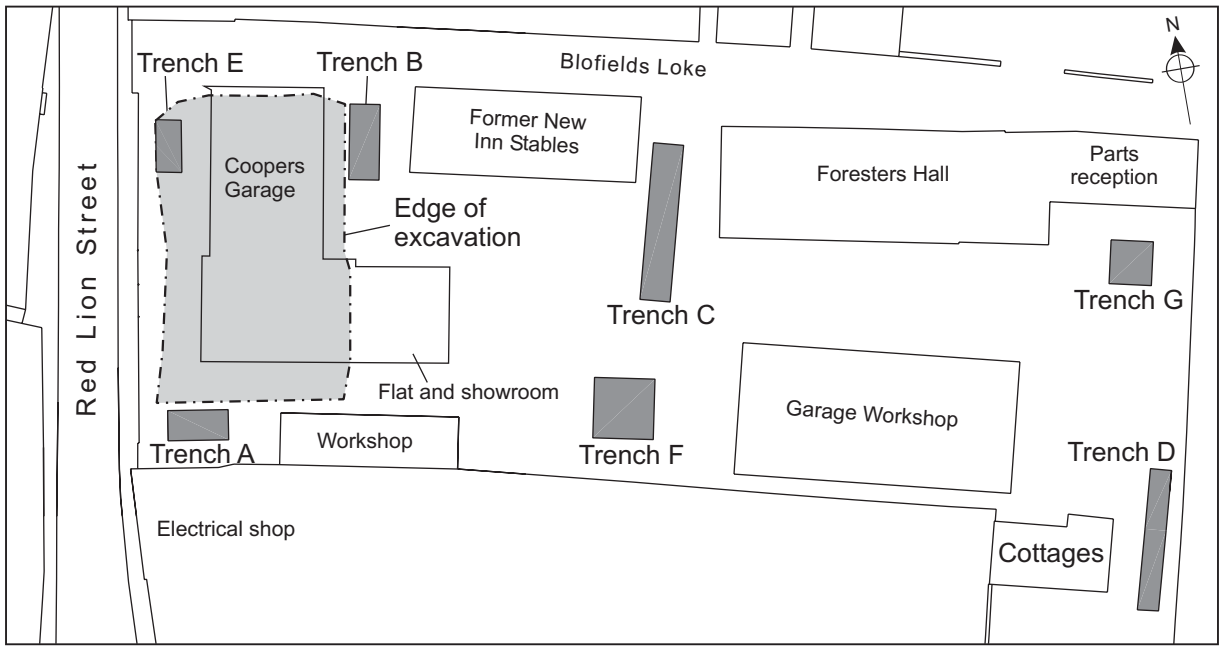 N
Blofields Loke
Trench E
Trench B
Former New
Inn Stables
Coopers
Garage
Foresters Hall
Parts
reception
Edge of
excavation
Red Lion Street
Trench C
Trench G
Flat and showroom
Garage Workshop
Workshop
Trench A
Trench F
Trench D
Electrical shop
Cottages